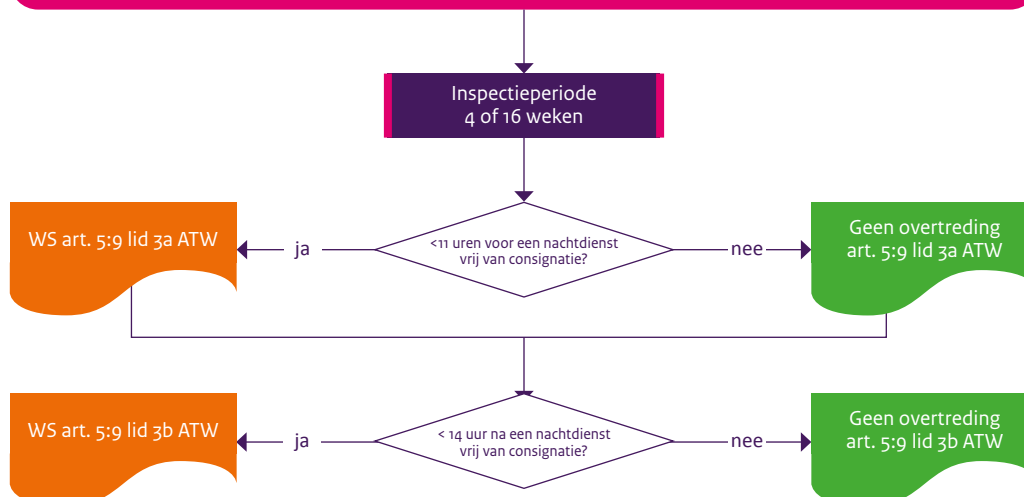 Inspectieperiode
4 of 16 weken
WS art. 5:9 lid 3a ATW
ja
<11 uren voor een nachtdienst
vrij van consignatie?
nee
Geen overtreding
art. 5:9 lid 3a ATW
WS art. 5:9 lid 3b ATW
ja
< 14 uur na een nachtdienst
vrij van consignatie?
nee
Geen overtreding
art. 5:9 lid 3b ATW